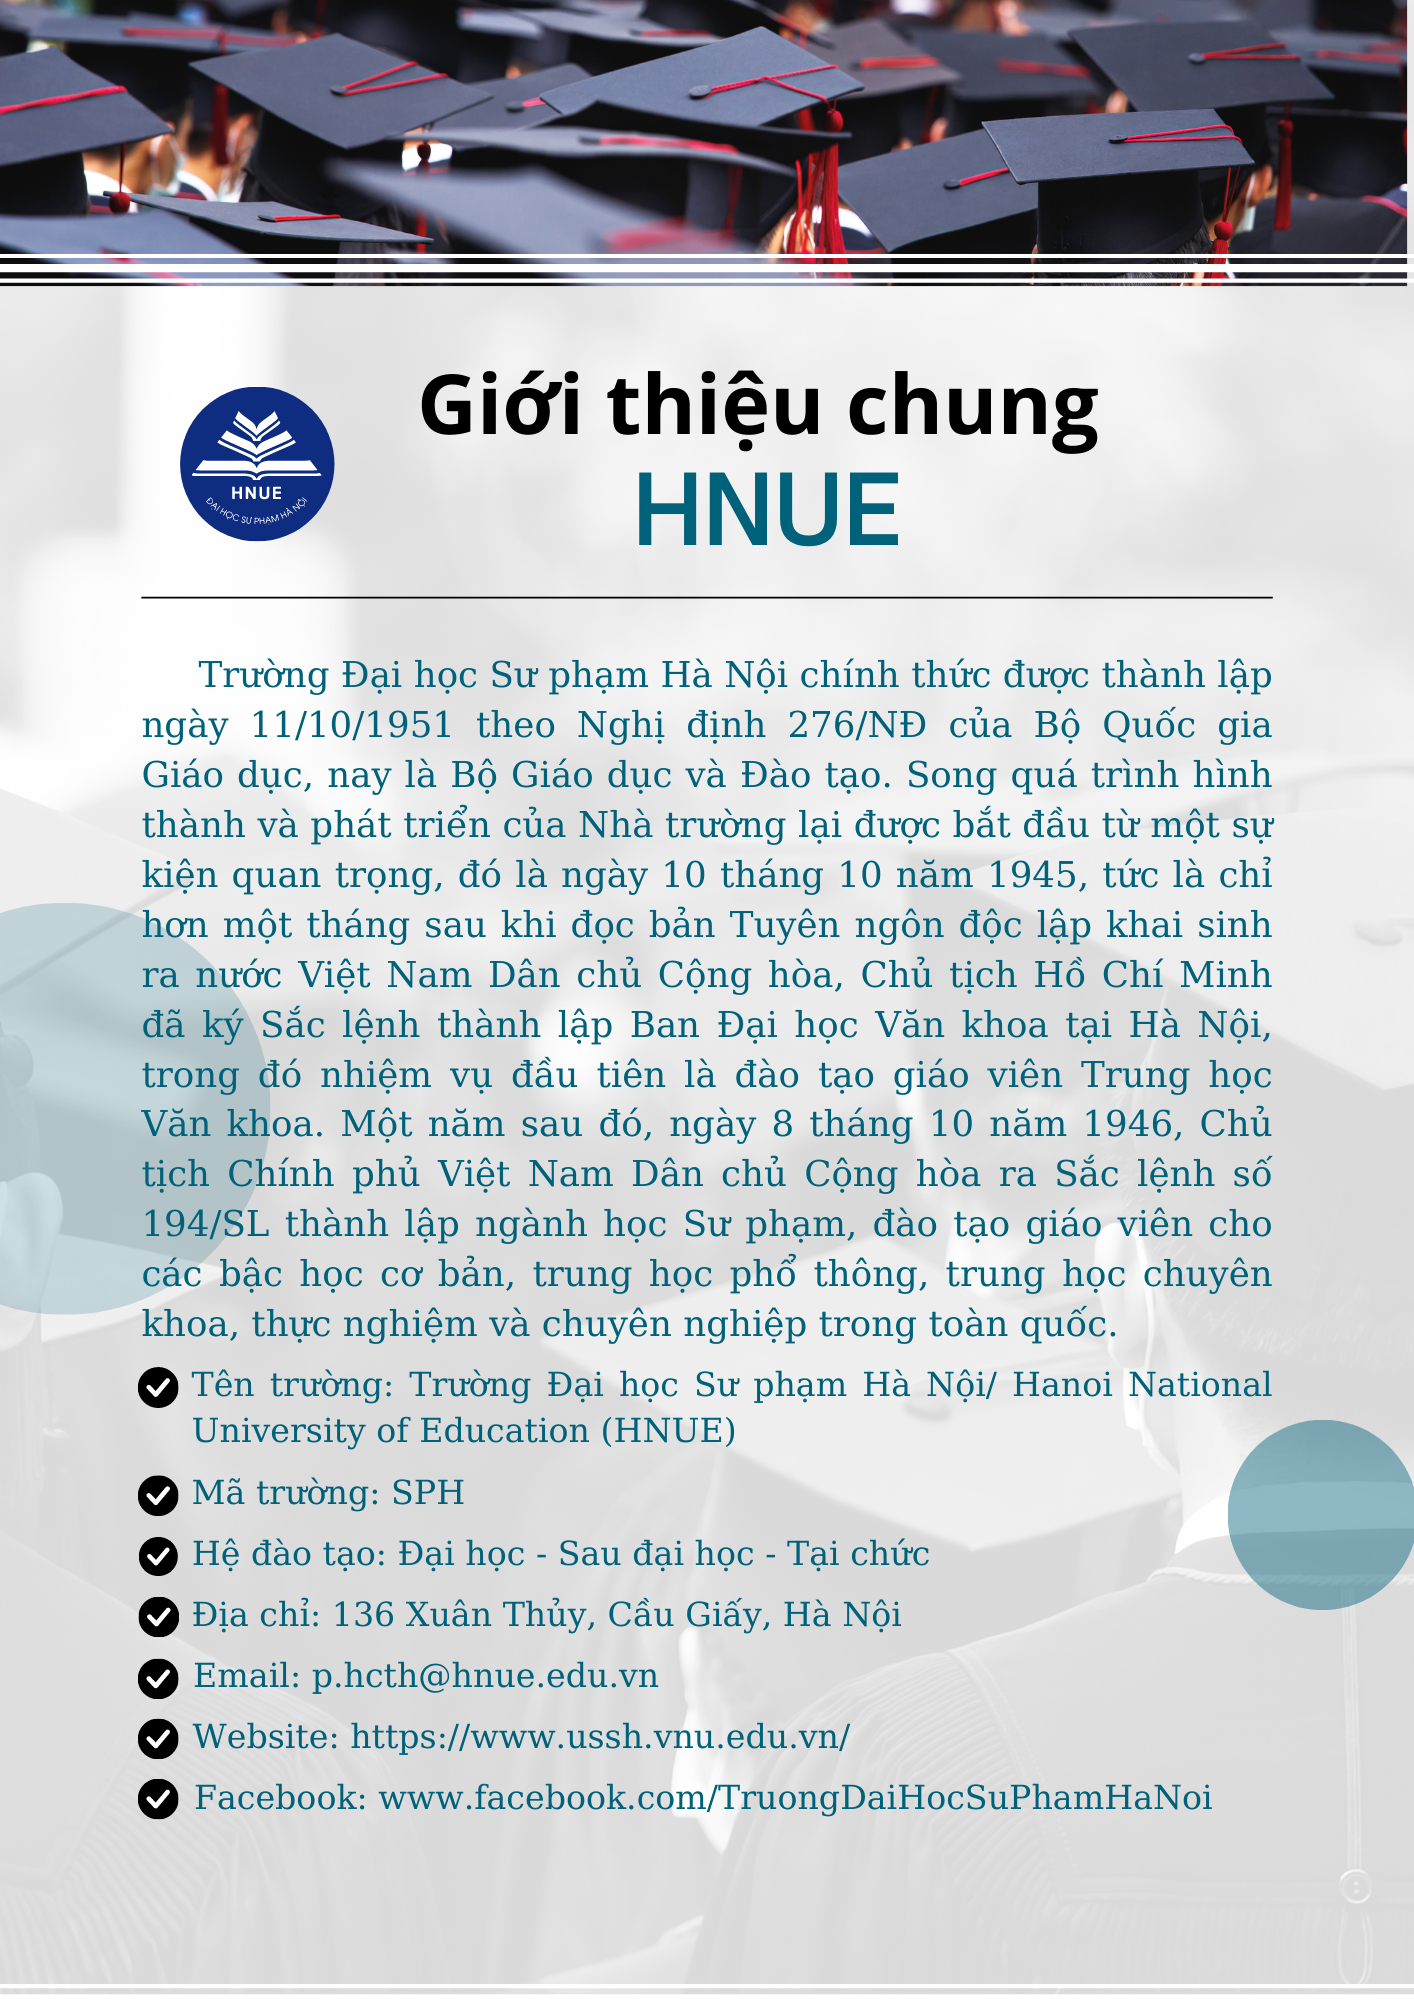 HNUE
ĐẠI HỌC SƯ PHẠM HÀ NỘI
Giới thiệu chung
HNUE
Trường Đại học Sư phạm Hà Nội chính thức được thành lập
ngày 11/10/1951 theo Nghị định 276/NĐ của Bộ Quốc gia
Giáo dục, nay là Bộ Giáo dục và Đào tạo. Song quá trình hình
thành và phát triển của Nhà trường lại được bắt đầu từ một sự
kiện quan trọng, đó là ngày 10 tháng 10 năm 1945, tức là chỉ
hơn một tháng sau khi đọc bản Tuyên ngôn độc lập khai sinh
ra nước Việt Nam Dân chủ Cộng hòa, Chủ tịch Hồ Chí Minh
đã ký Sắc lệnh thành lập Ban Đại học Văn khoa tại Hà Nội,
trong đó nhiệm vụ đầu tiên là đào tạo giáo viên Trung học
Văn khoa. Một năm sau đó, ngày 8 tháng 10 năm 1946, Chủ
tịch Chính phủ Việt Nam Dân chủ Cộng hòa ra Sắc lệnh số
194/SL thành lập ngành học Sư phạm, đào tạo giáo viên cho
các bậc học cơ bản, trung học phổ thông, trung học chuyên
khoa, thực nghiệm và chuyên nghiệp trong toàn quốc.
Tên trường: Trường Đại học Sư phạm Hà Nội/ Hanoi National
University of Education (HNUE)
Mã trường: SPH
Hệ đào tạo: Đại học - Sau đại học - Tại chức
Địa chỉ: 136 Xuân Thủy, Cầu Giấy, Hà Nội
Email: p.hcth@hnue.edu.vn
Website: https://www.ussh.vnu.edu.vn/
Facebook: www.facebook.com/TruongDaiHocSuPhamHaNoi